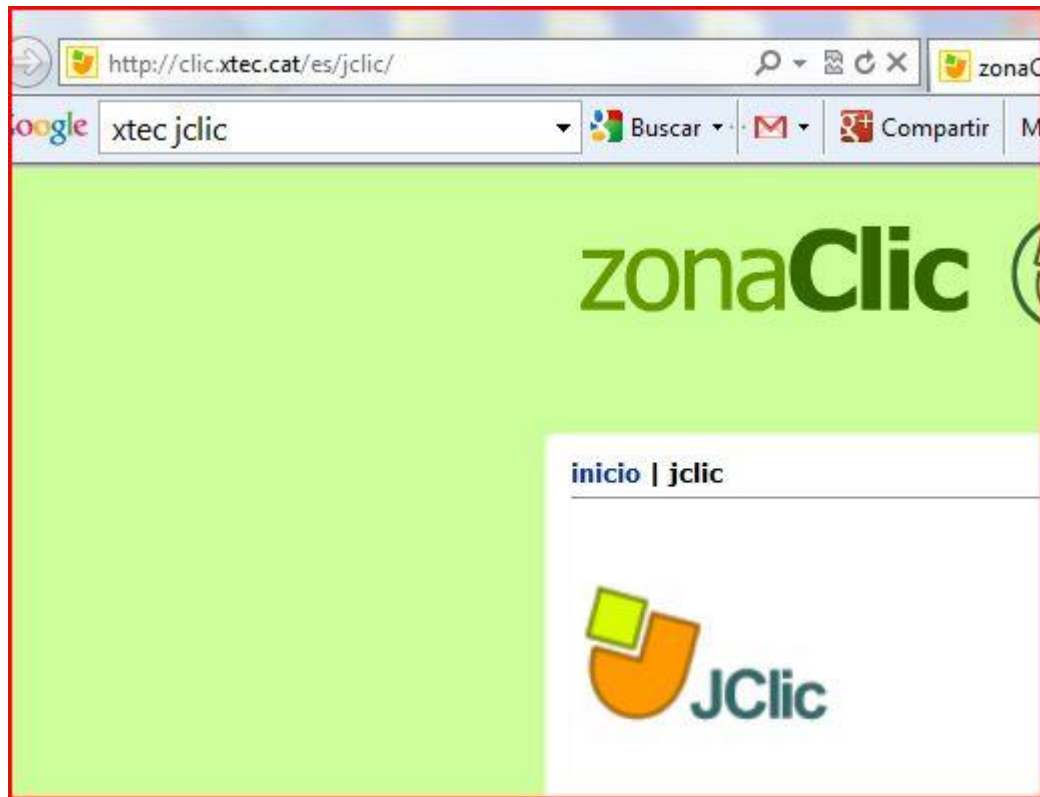 http://clic.xtec.cat/es/jclic/ zonaC
Google xtec jclic Buscar Compartir M
zonaClic
inicio | jclic
JClic